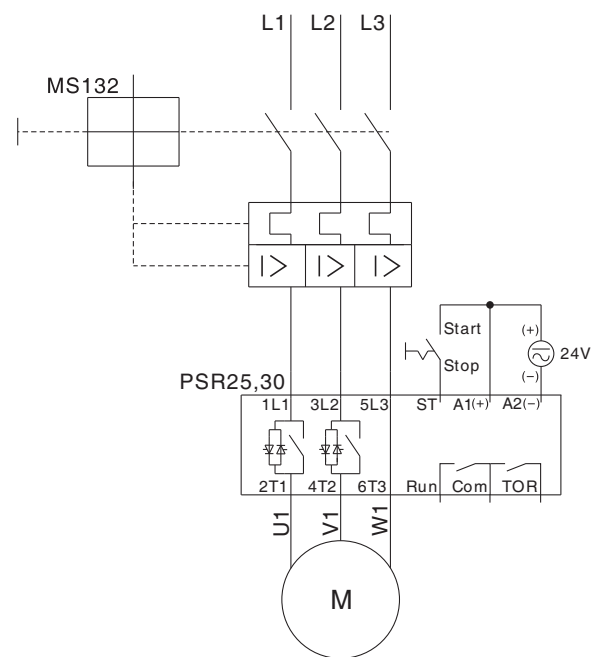 L1 L2 L3
MS132
I> I> I>
Start
(+)
24V
Stop
(–)
PSR25,30
1L1 3L2 5L3 ST A1(+) A2(–)
2T1 4T2 6T3 Run Com TOR
U1 V1 W1
M